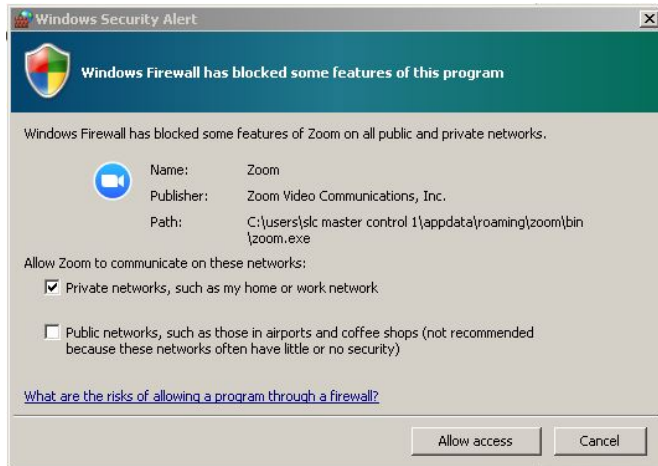 Windows Security Alert
Windows Firewall has blocked some features of this program
Windows Firewall has blocked some features of Zoom on all public and private networks.
Name: Zoom
Publisher: Zoom Video Communications, Inc.
Path: C:\users\slc master control 1\appdata\roaming\zoom\bin
\zoom.exe
Allow Zoom to communicate on these networks:
Private networks, such as my home or work network
Public networks, such as those in airports and coffee shops (not recommended
because these networks often have little or no security)
What are the risks of allowing a program through a firewall?
Allow access Cancel